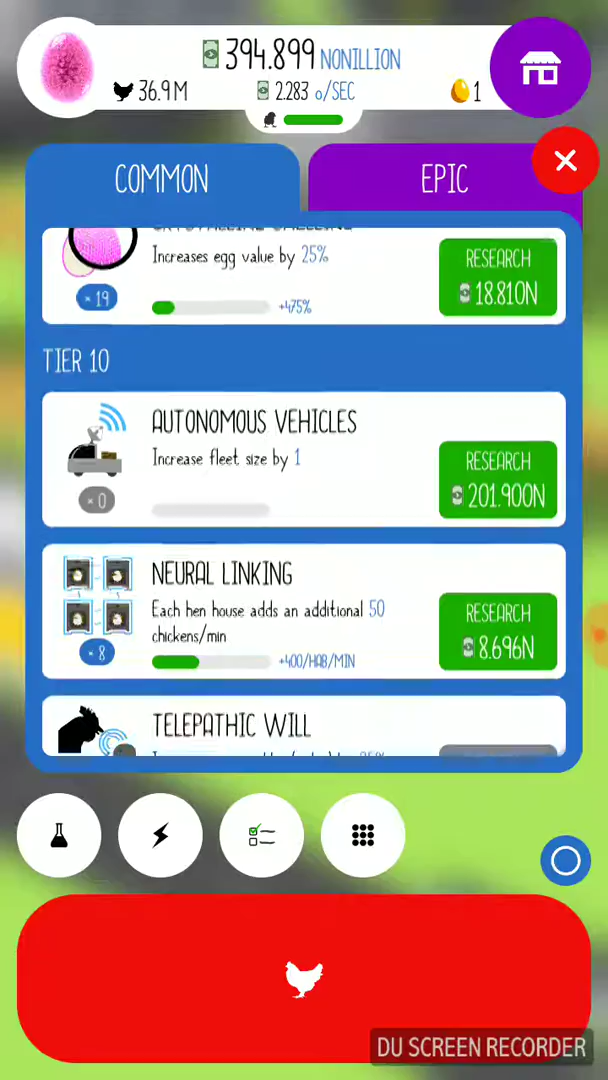 394.899 NONILLION
36.9M
2.283 o/SEC
1
COMMON
EPIC
Increases egg value by 25%
RESEARCH
× 19
18.810N
+475%
TIER 10
AUTONOMOUS VEHICLES
Increase fleet size by 1
RESEARCH
× 0
201.900N
NEURAL LINKING
Each hen house adds an additional 50
chickens/min
RESEARCH
× 8
8.696N
+400/HAB/MIN
TELEPATHIC WILL
DU SCREEN RECORDER